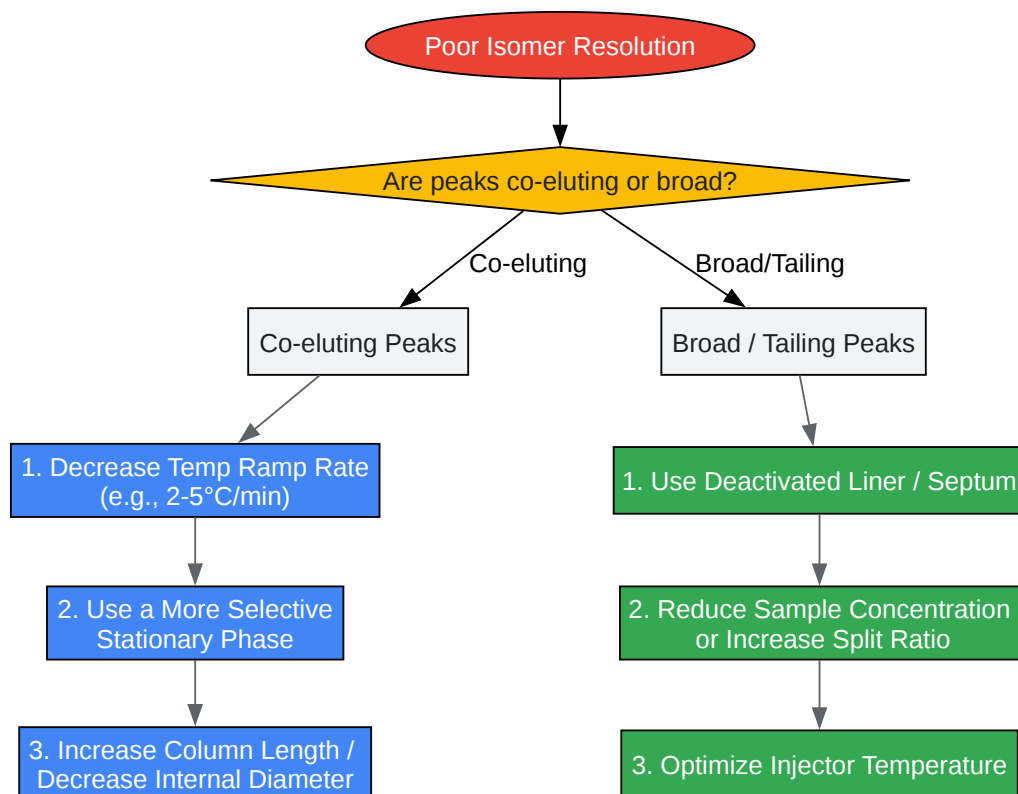 Poor Isomer Resolution
Are peaks co-eluting or broad?
Co-eluting
Broad/Tailing
Co-eluting Peaks
Broad / Tailing Peaks
1. Decrease Temp Ramp Rate
(e.g., 2-5°C/min)
1. Use Deactivated Liner / Septum
2. Use a More Selective
Stationary Phase
2. Reduce Sample Concentration
or Increase Split Ratio
3. Increase Column Length /
Decrease Internal Diameter
3. Optimize Injector Temperature